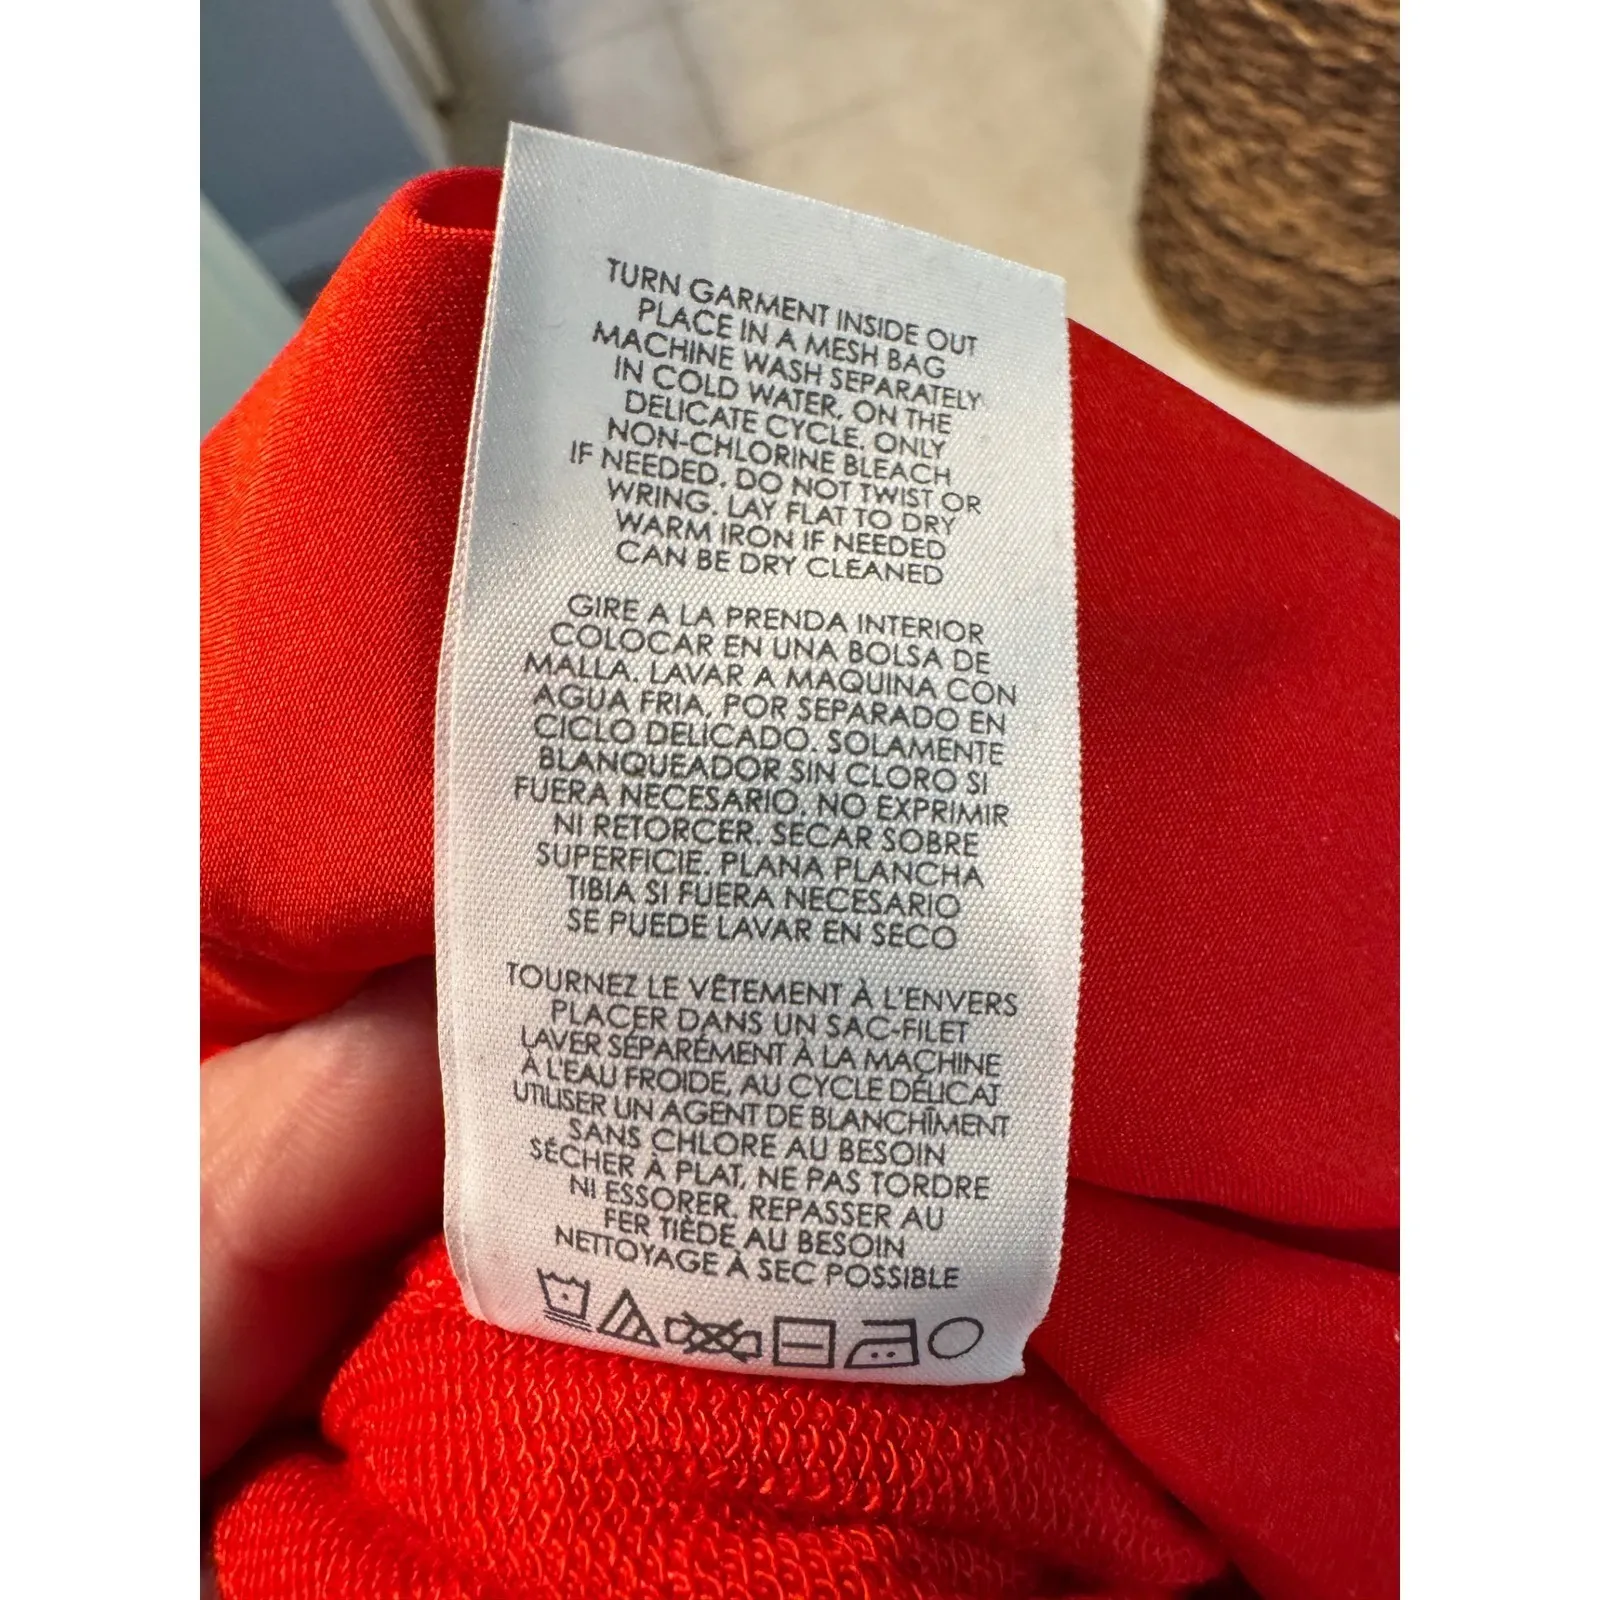 TURN GARMENT INSIDE OUT
PLACE IN A MESH BAG
MACHINE WASH SEPARATELY
IN COLD WATER, ON THE
DELICATE CYCLE. ONLY
NON-CHLORINE BLEACH
IF NEEDED. DO NOT TWIST OR
WRING. LAY FLAT TO DRY
WARM IRON IF NEEDED
CAN BE DRY CLEANED
GIRE A LA PRENDA INTERIOR
COLOCAR EN UNA BOLSA DE
MALLA. LAVAR A MAQUINA CON
AGUA FRIA, POR SEPARADO EN
CICLO DELICADO. SOLAMENTE
BLANQUEADOR SIN CLORO SI
FUERA NECESARIO. NO EXPRIMIR
NI RETORCER. SECAR SOBRE
SUPERFICIE. PLANA PLANCHA
TIBIA SI FUERA NECESARIO
SE PUEDE LAVAR EN SECO
TOURNEZ LE VÊTEMENT À L'ENVERS
PLACER DANS UN SAC-FILET
LAVER SÉPARÉMENT À LA MACHINE
À L'EAU FROIDE, AU CYCLE DÉLICAT
UTILISER UN AGENT DE BLANCHÎMENT
SANS CHLORE AU BESOIN
SÉCHER À PLAT, NE PAS TORDRE
NI ESSORER. REPASSER AU
FER TIÈDE AU BESOIN
NETTOYAGE À SEC POSSIBLE